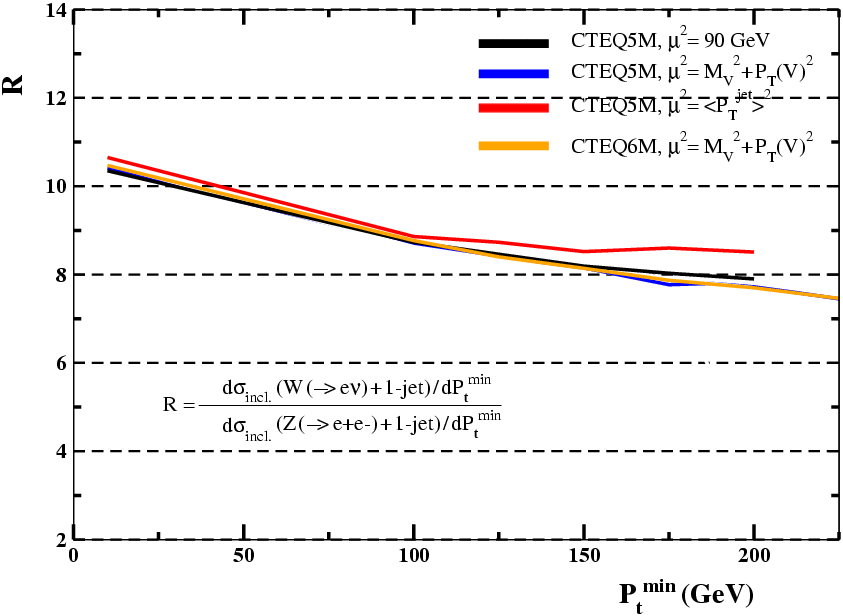 14
12
10
8
6
4
2
R
CTEQ5M, μ²= 90 GeV
CTEQ5M, μ²= M_V²+P_T(V)²
CTEQ5M, μ²= <P_T^jet>²
CTEQ6M, μ²= M_V²+P_T(V)²
R = dσ_incl.(W(->eν)+1-jet)/dP_t^min
dσ_incl.(Z(->e+e-)+1-jet)/dP_t^min
0 50 100 150 200
P_t^min (GeV)